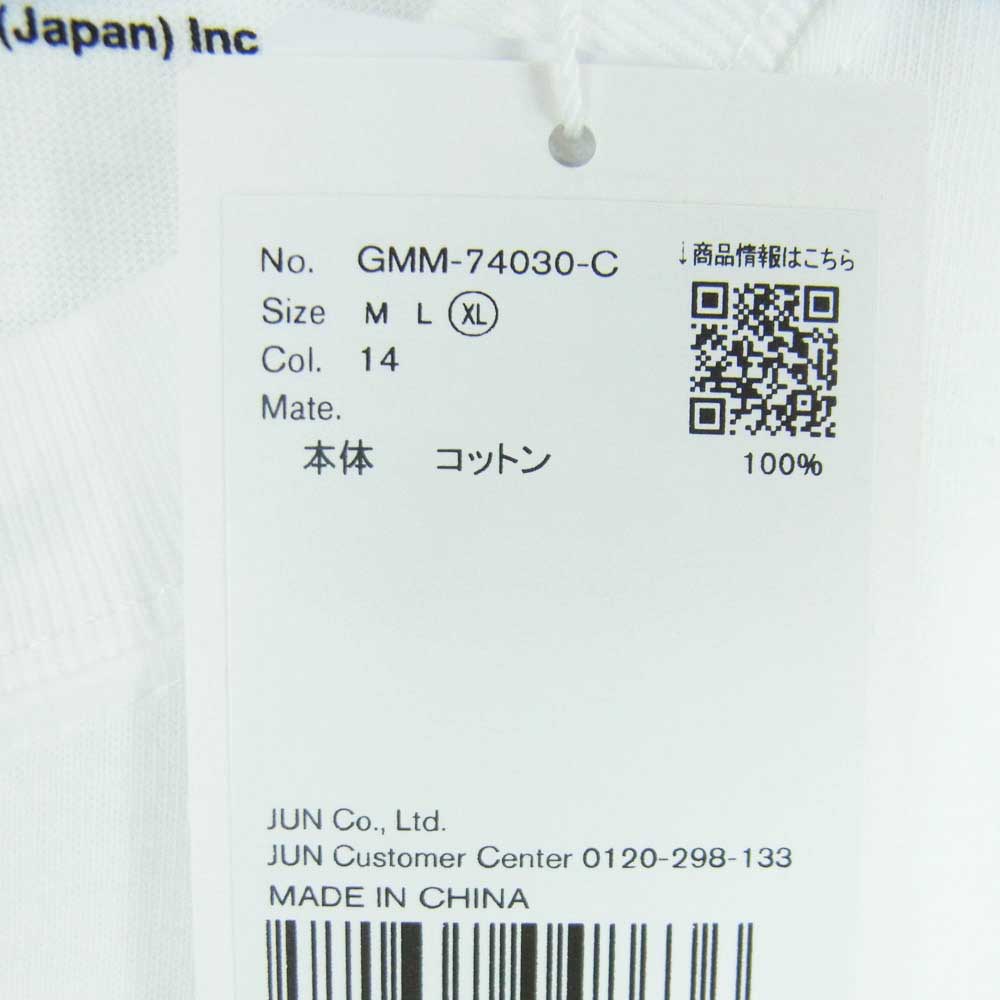 (Japan) Inc
No. GMM-74030-C
↓商品情報はこちら
Size M L XL
Col. 14
Mate.
本体 コットン 100%
JUN Co., Ltd.
JUN Customer Center 0120-298-133
MADE IN CHINA